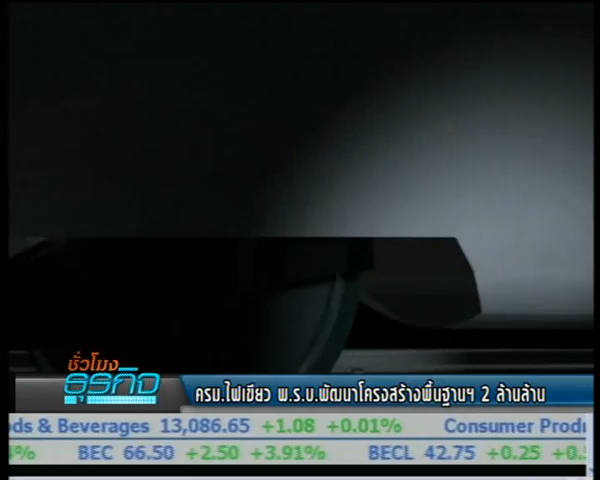 ชั่วโมง
ธุรกิจ
ครม.ไฟเขียว พ.ร.บ.พัฒนาโครงสร้างพื้นฐานฯ 2 ล้านล้าน
ds & Beverages 13,086.65 +1.08 +0.01% Consumer Produ
% BEC 66.50 +2.50 +3.91% BECL 42.75 +0.25 +0.